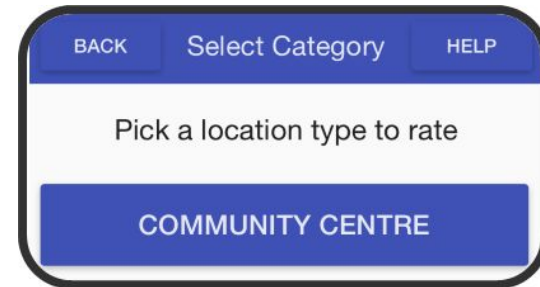 BACK Select Category HELP
Pick a location type to rate
COMMUNITY CENTRE